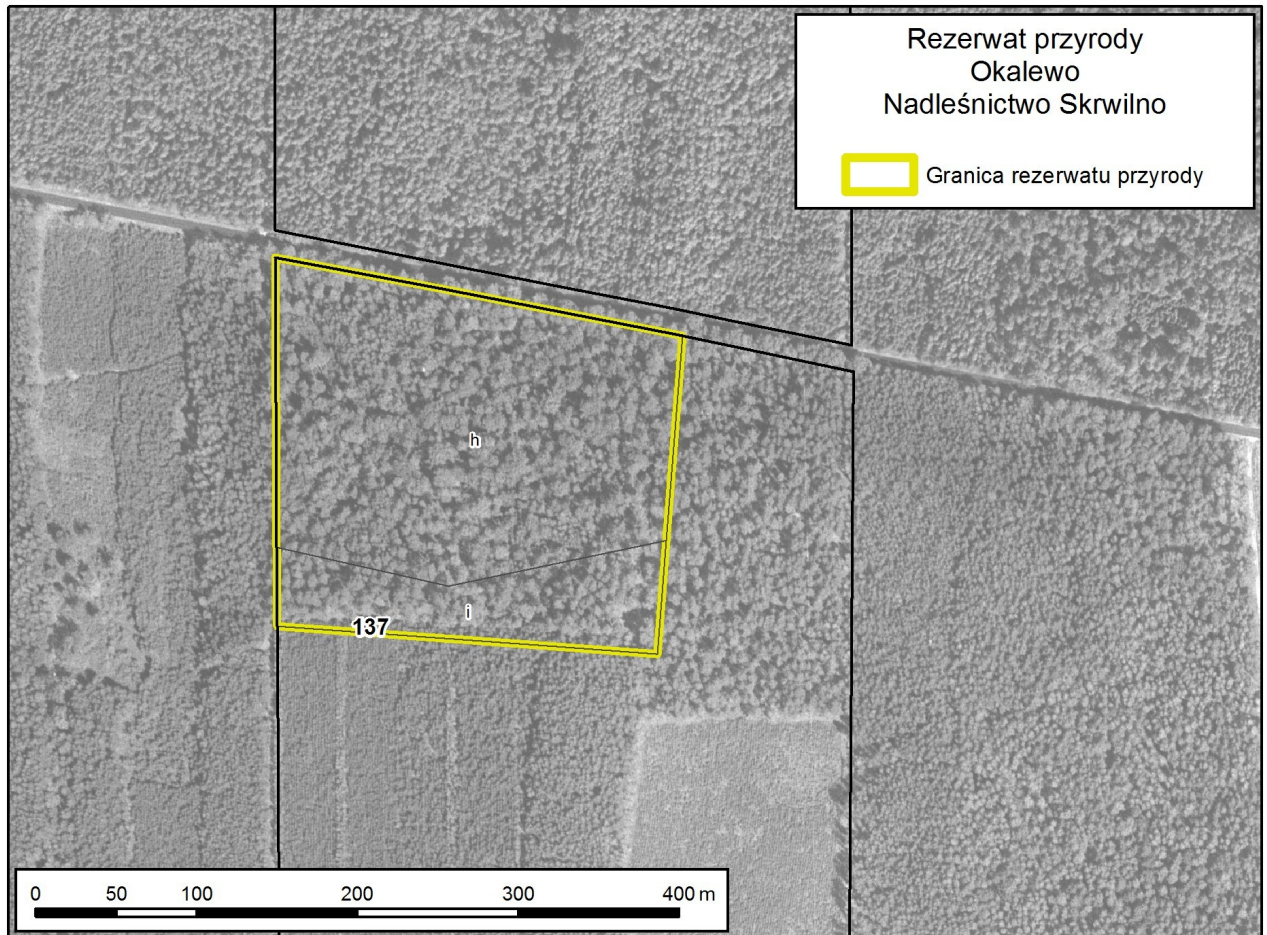 Rezerwat przyrody
Okalewo
Nadleśnictwo Skrwilno
Granica rezerwatu przyrody
h
i
137
0 50 100 200 300 400 m